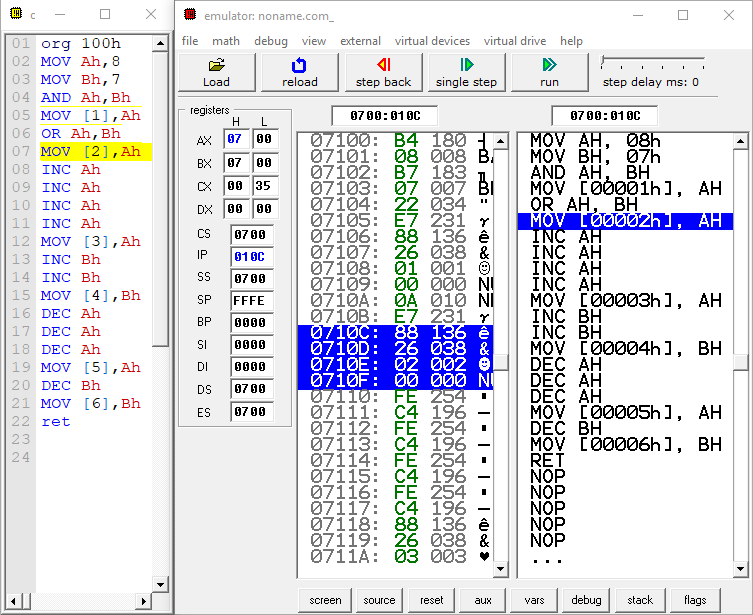 c
01 org 100h
02 MOV Ah,8
03 MOV Bh,7
04 AND Ah,Bh
05 MOV [1],Ah
06 OR Ah,Bh
07 MOV [2],Ah
08 INC Ah
09 INC Ah
10 INC Ah
11 INC Ah
12 MOV [3],Ah
13 INC Bh
14 INC Bh
15 MOV [4],Bh
16 DEC Ah
17 DEC Ah
18 DEC Ah
19 MOV [5],Ah
20 DEC Bh
21 MOV [6],Bh
22 ret
23
24
emulator: noname.com_
file math debug view external virtual devices virtual drive help
Load reload step back single step run step delay ms: 0
registers
H L
AX 07 00
BX 07 00
CX 00 35
DX 00 00
CS 0700
IP 010C
SS 0700
SP FFFE
BP 0000
SI 0000
DI 0000
DS 0700
ES 0700
0700:010C
07100: B4 180 ┤
07101: 08 008 BA
07102: B7 183 ╖
07103: 07 007 BE
07104: 22 034 "
07105: E7 231 γ
07106: 88 136 ê
07107: 26 038 &
07108: 01 001 ☺
07109: 00 000 NU
0710A: 0A 010 NE
0710B: E7 231 γ
0710C: 88 136 ê
0710D: 26 038 &
0710E: 02 002 ☻
0710F: 00 000 NU
07110: FE 254 ▪
07111: C4 196 –
07112: FE 254 ▪
07113: C4 196 –
07114: FE 254 ▪
07115: C4 196 –
07116: FE 254 ▪
07117: C4 196 –
07118: 88 136 ê
07119: 26 038 &
0711A: 03 003 ♥
0700:010C
MOV AH, 08h
MOV BH, 07h
AND AH, BH
MOV [00001h], AH
OR AH, BH
MOV [00002h], AH
INC AH
INC AH
INC AH
INC AH
MOV [00003h], AH
INC BH
INC BH
MOV [00004h], BH
DEC AH
DEC AH
DEC AH
MOV [00005h], AH
DEC BH
MOV [00006h], BH
RET
NOP
NOP
NOP
NOP
NOP
...
screen source reset aux vars debug stack flags